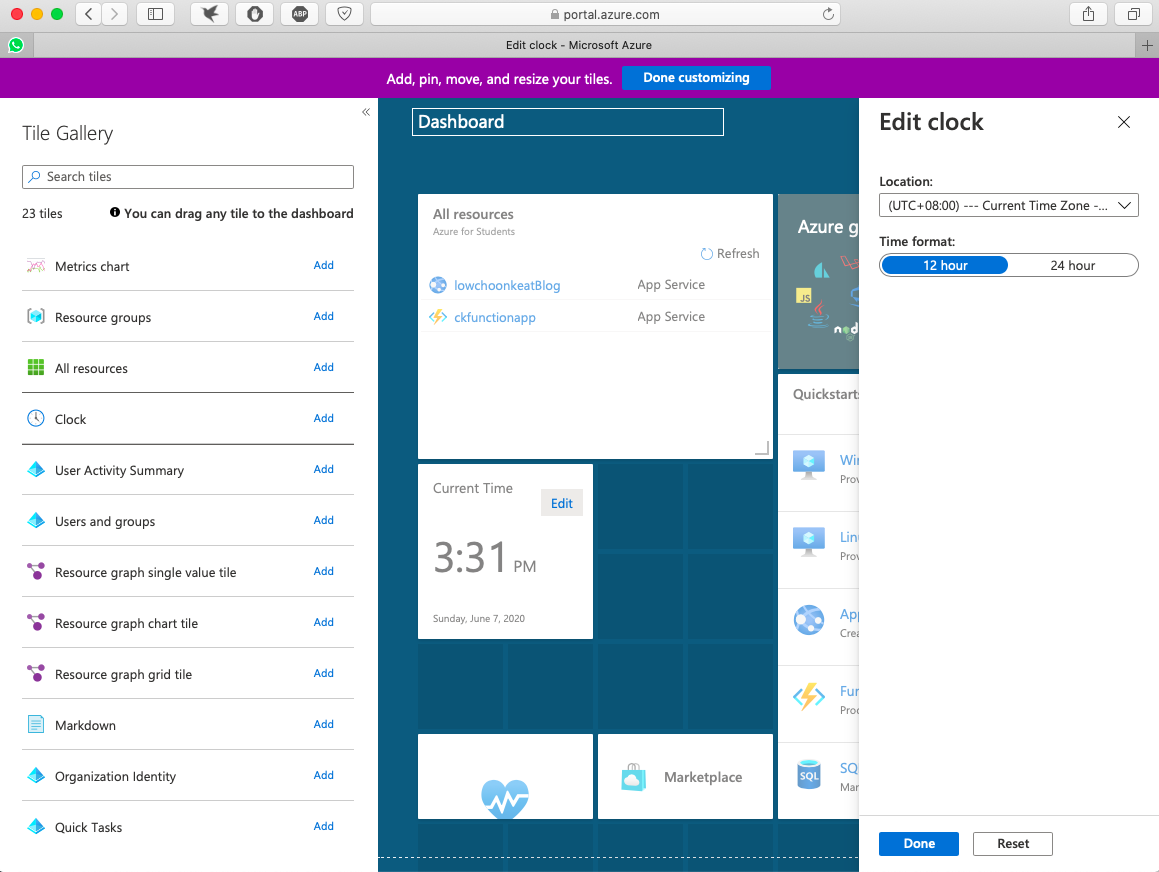 ABP
portal.azure.com
Edit clock - Microsoft Azure
Add, pin, move, and resize your tiles.
Done customizing
Tile Gallery
«
Search tiles
23 tiles
You can drag any tile to the dashboard
Metrics chart
Add
Resource groups
Add
All resources
Add
Clock
Add
User Activity Summary
Add
Users and groups
Add
Resource graph single value tile
Add
Resource graph chart tile
Add
Resource graph grid tile
Add
Markdown
Add
Organization Identity
Add
Quick Tasks
Add
Dashboard
All resources
Azure for Students
Refresh
lowchoonkeatBlog
App Service
ckfunctionapp
App Service
Current Time
Edit
3:31 PM
Sunday, June 7, 2020
Marketplace
Azure g
JS
nod
Quickstarts
Win
Prov
Linu
Prov
App
Crea
Fun
Proc
SQL
SQ
Man
Edit clock
Location:
(UTC+08:00) --- Current Time Zone -...
Time format:
12 hour
24 hour
Done
Reset